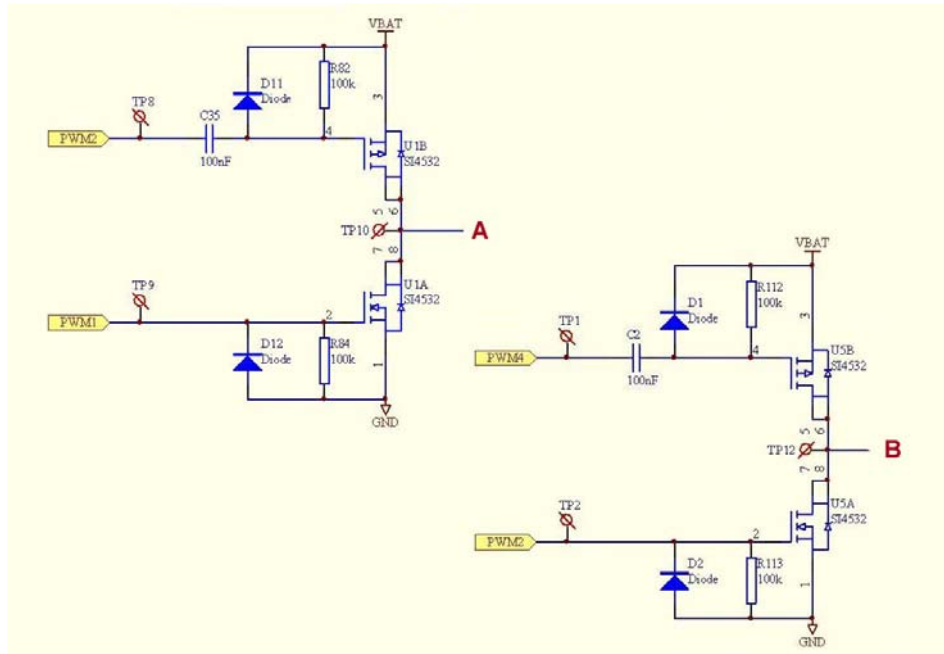 VBAT
D11
Diode
R82
100k
3
TP8
C35
PWM2
4
100nF
U1B
SI4532
5
6
TP10
A
7
8
TP9
U1A
SI4532
PWM1
2
D12
Diode
R84
100k
1
GND
VBAT
D1
Diode
R112
100k
3
TP1
C2
PWM4
4
100nF
U5B
SI4532
5
6
TP12
B
7
8
TP2
U5A
SI4532
PWM2
2
D2
Diode
R113
100k
1
GND